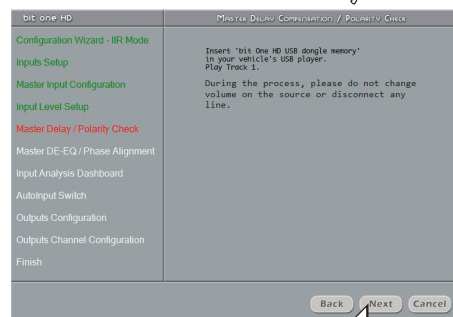 bit one HD
Master Delay Compensation / Polarity Check
Configuration Wizard - IIR Mode
Inputs Setup
Master Input Configuration
Input Level Setup
Master Delay / Polarity Check
Master DE-EQ / Phase Alignment
Input Analysis Dashboard
AutoInput Switch
Outputs Configuration
Outputs Channel Configuration
Finish
Insert 'bit One HD USB dongle memory'
in your vehicle's USB player.
Play Track 1.
During the process, please do not change
volume on the source or disconnect any
line.
Back Next Cancel